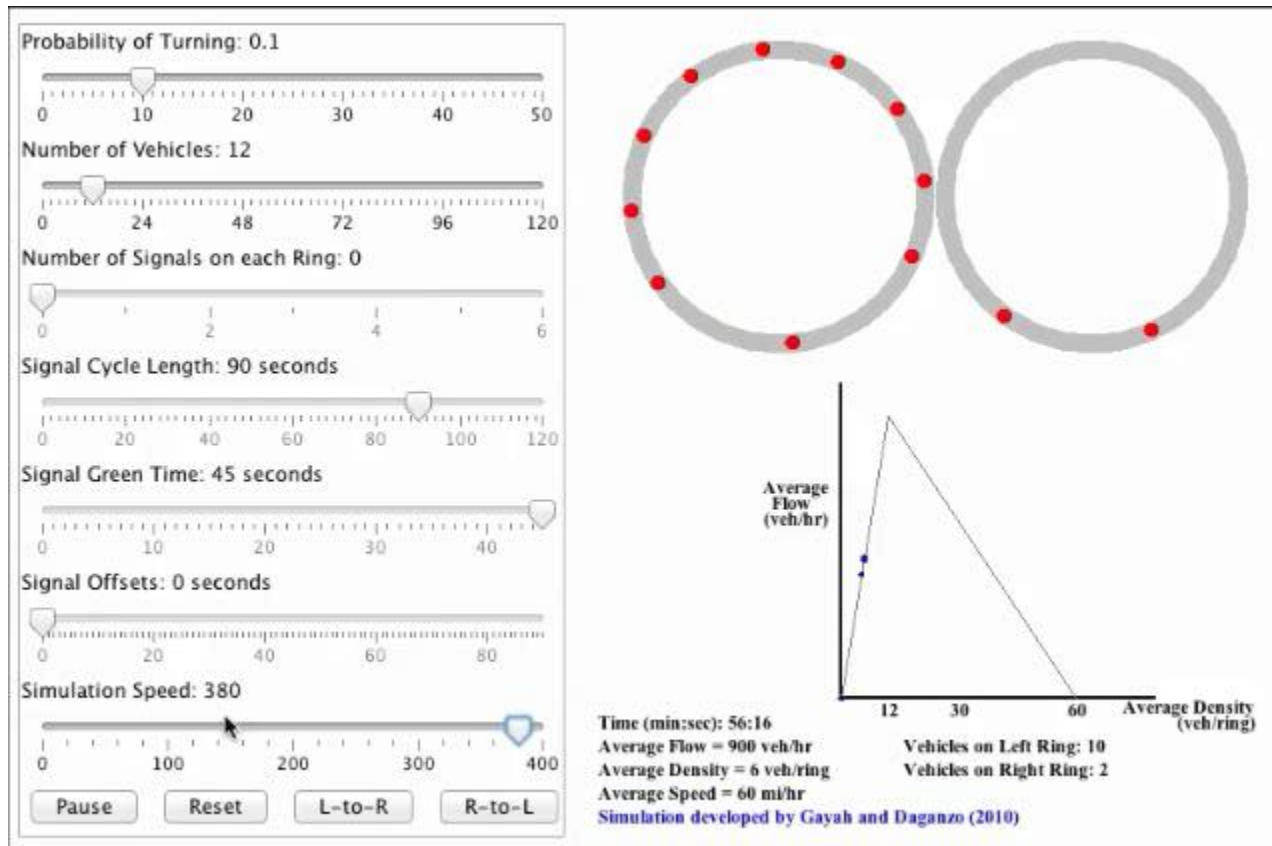 Probability of Turning: 0.1
0 10 20 30 40 50
Number of Vehicles: 12
0 24 48 72 96 120
Number of Signals on each Ring: 0
0 2 4 6
Signal Cycle Length: 90 seconds
0 20 40 60 80 100 120
Signal Green Time: 45 seconds
0 10 20 30 40
Signal Offsets: 0 seconds
0 20 40 60 80
Simulation Speed: 380
0 100 200 300 400
Pause Reset L-to-R R-to-L
Average
Flow
(veh/hr)
12 30 60
Average Density
(veh/ring)
Time (min:sec): 56:16
Average Flow = 900 veh/hr
Vehicles on Left Ring: 10
Average Density = 6 veh/ring
Vehicles on Right Ring: 2
Average Speed = 60 mi/hr
Simulation developed by Gayah and Daganzo (2010)